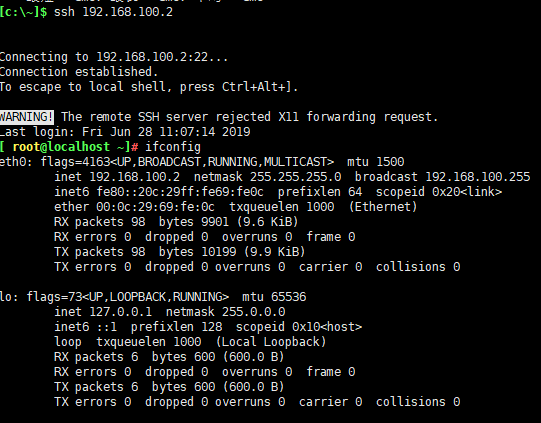 [c:\~]$ ssh 192.168.100.2
Connecting to 192.168.100.2:22...
Connection established.
To escape to local shell, press Ctrl+Alt+].
WARNING! The remote SSH server rejected X11 forwarding request.
Last login: Fri Jun 28 11:07:14 2019
[ root@localhost ~]# ifconfig
eth0: flags=4163<UP,BROADCAST,RUNNING,MULTICAST>  mtu 1500
        inet 192.168.100.2  netmask 255.255.255.0  broadcast 192.168.100.255
        inet6 fe80::20c:29ff:fe69:fe0c  prefixlen 64  scopeid 0x20<link>
        ether 00:0c:29:69:fe:0c  txqueuelen 1000  (Ethernet)
        RX packets 98  bytes 9901 (9.6 KiB)
        RX errors 0  dropped 0  overruns 0  frame 0
        TX packets 98  bytes 10199 (9.9 KiB)
        TX errors 0  dropped 0 overruns 0  carrier 0  collisions 0
lo: flags=73<UP,LOOPBACK,RUNNING>  mtu 65536
        inet 127.0.0.1  netmask 255.0.0.0
        inet6 ::1  prefixlen 128  scopeid 0x10<host>
        loop  txqueuelen 1000  (Local Loopback)
        RX packets 6  bytes 600 (600.0 B)
        RX errors 0  dropped 0  overruns 0  frame 0
        TX packets 6  bytes 600 (600.0 B)
        TX errors 0  dropped 0 overruns 0  carrier 0  collisions 0